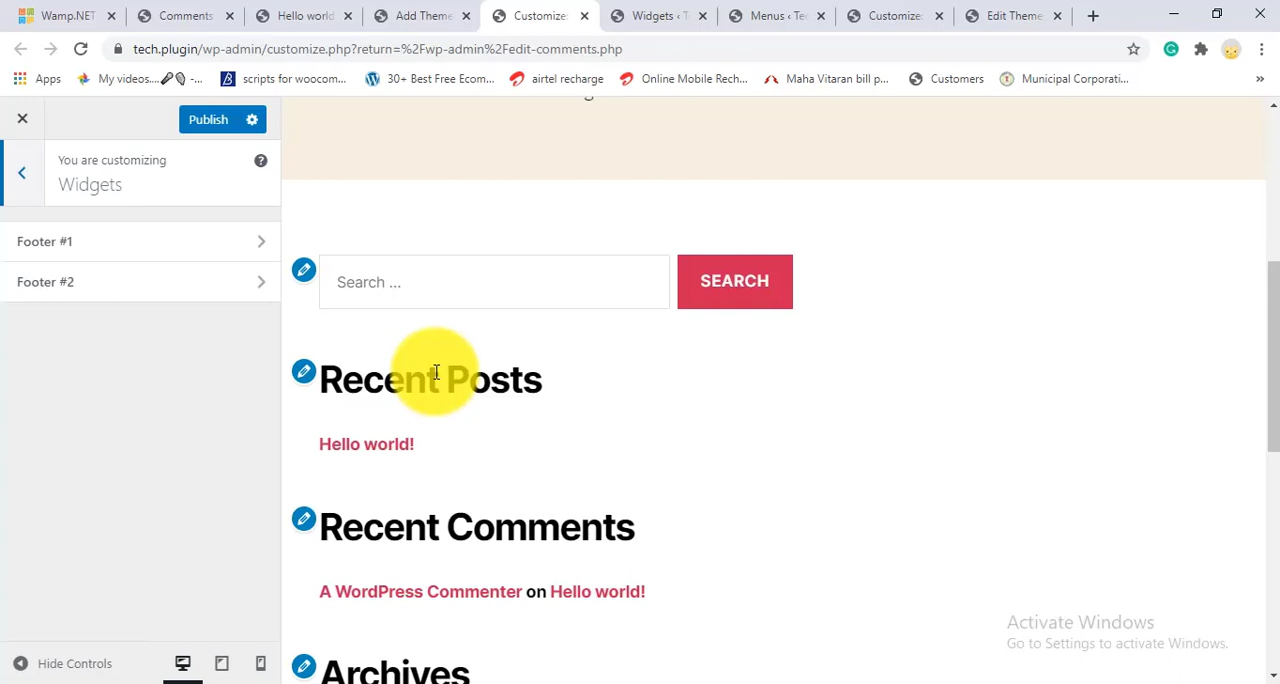 Wamp.NET
Comments
Hello world
Add Theme
Customize:
Widgets ‹ T
Menus ‹ Te
Customize:
Edit Theme
tech.plugin/wp-admin/customize.php?return=%2Fwp-admin%2Fedit-comments.php
Apps
My videos....
scripts for woocom...
30+ Best Free Ecom...
airtel recharge
Online Mobile Rech...
Maha Vitaran bill p...
Customers
Municipal Corporati...
»
Publish
You are customizing
Widgets
Footer #1
Footer #2
Search ...
SEARCH
Recent Posts
Hello world!
Recent Comments
A WordPress Commenter on Hello world!
Archives
Activate Windows
Go to Settings to activate Windows.
Hide Controls